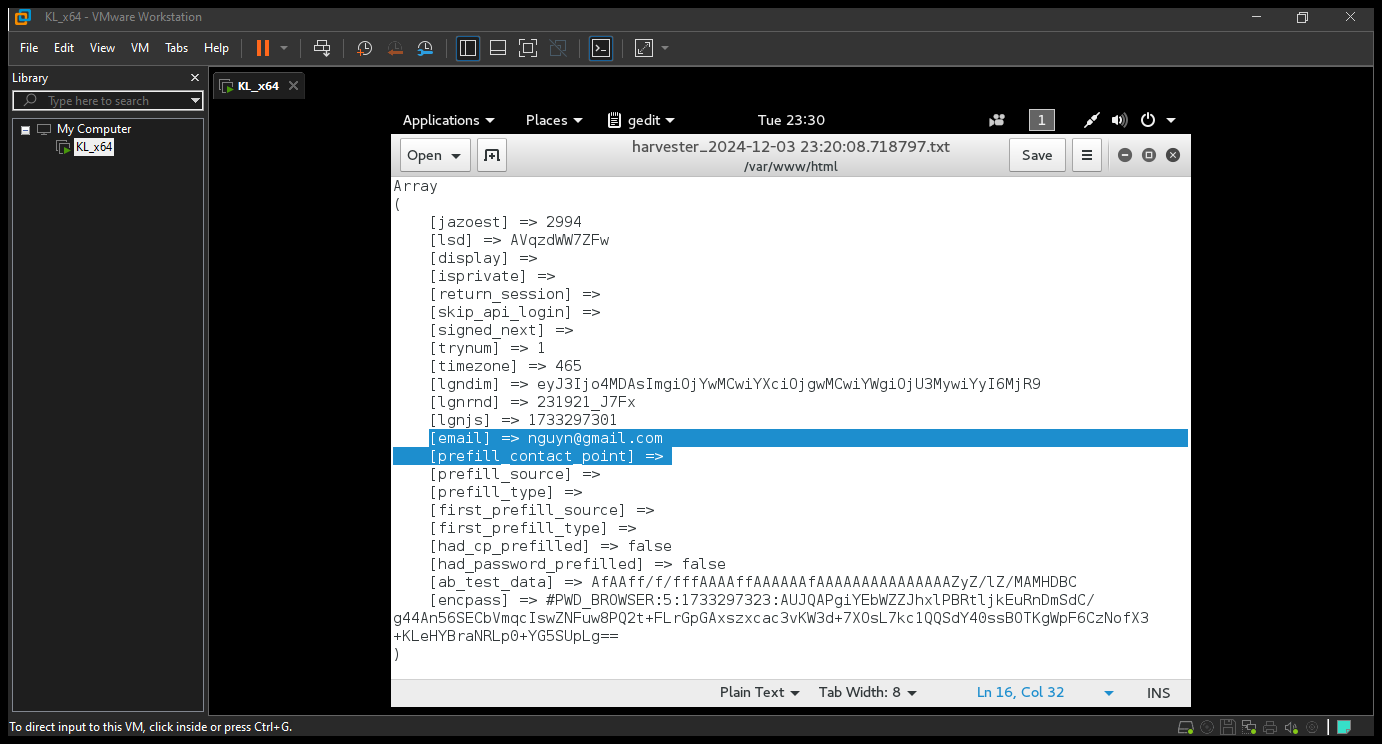 KL_x64 - VMware Workstation
File Edit View VM Tabs Help
Library
KL_x64
Type here to search
My Computer
KL_x64
Applications Places gedit Tue 23:30 1
Open harvester_2024-12-03 23:20:08.718797.txt Save
/var/www/html
Array
(
[jazoest] => 2994
[lsd] => AVqzdWW7ZFw
[display] =>
[isprivate] =>
[return_session] =>
[skip_api_login] =>
[signed_next] =>
[trynum] => 1
[timezone] => 465
[lgndim] => eyJ3Ijo4MDAsImgiOjYwMCwiYXciOjgwMCwiYWgiOjU3MywiYyI6MjR9
[lgnrnd] => 231921_J7Fx
[lgnjs] => 1733297301
[email] => nguyn@gmail.com
[prefill_contact_point] =>
[prefill_source] =>
[prefill_type] =>
[first_prefill_source] =>
[first_prefill_type] =>
[had_cp_prefilled] => false
[had_password_prefilled] => false
[ab_test_data] => AfAAff/f/fffAAAAffAAAAAAfAAAAAAAAAAAAAAAZyZ/lZ/MAMHDBC
[encpass] => #PWD_BROWSER:5:1733297323:AUJQAPgiYEbWZZJhxlPBRtljkEuRnDmSdC/
g44An56SECbVmqcIswZNFuw8PQ2t+FLrGpGAxszxcac3vKW3d+7XOsL7kc1QQSdY40ssBOTKgWpF6CzNofX3
+KLeHYBraNRLp0+YG5SUpLg==
)
Plain Text Tab Width: 8 Ln 16, Col 32 INS
To direct input to this VM, click inside or press Ctrl+G.